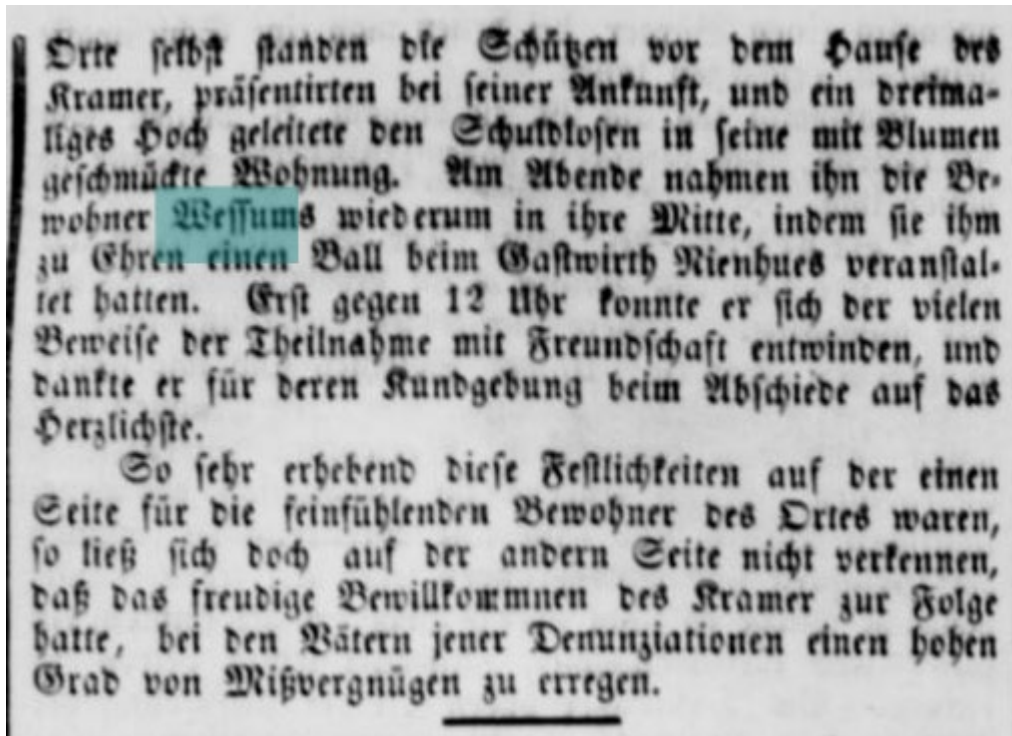 Orte selbst standen die Schützen vor dem Hause des
Kramer, präsentirten bei seiner Ankunft, und ein dreima-
liges Hoch geleitete den Schuldlosen in seine mit Blumen
geschmückte Wohnung. Am Abende nahmen ihn die Be-
wohner Wessums wiederum in ihre Mitte, indem sie ihm
zu Ehren einen Ball beim Gastwirth Nienhues veranstal-
tet hatten. Erst gegen 12 Uhr konnte er sich der vielen
Beweise der Theilnahme mit Freundschaft entwinden, und
dankte er für deren Kundgebung beim Abschiede auf das
Herzlichste.
So sehr erhebend diese Festlichkeiten auf der einen
Seite für die feinfühlenden Bewohner des Ortes waren,
so ließ sich doch auf der andern Seite nicht verkennen,
daß das freudige Bewillkommnen des Kramer zur Folge
hatte, bei den Vätern jener Denunziationen einen hohen
Grad von Mißvergnügen zu erregen.